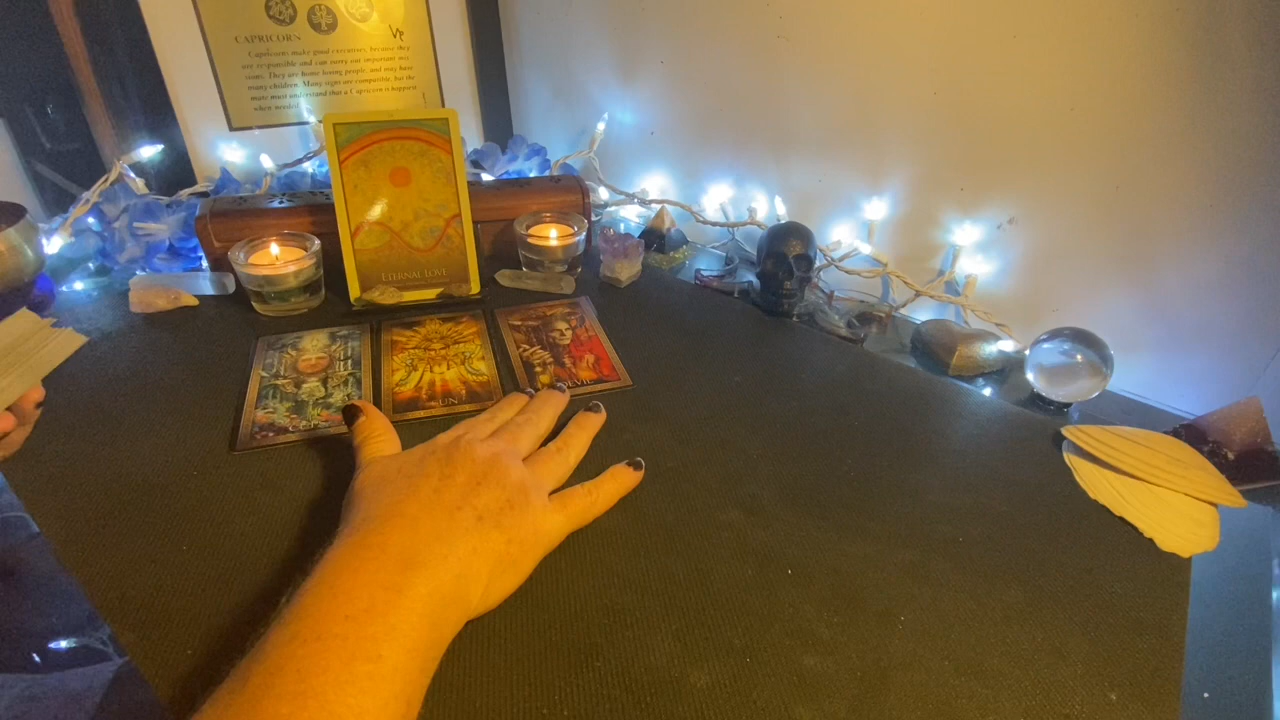 CAPRICORN
Capricorns make good executives, because they
are responsible and can carry out important mis-
sions. They are home loving people, and may have
many children. Many signs are compatible, but the
mate must understand that a Capricorn is happiest
when needed.
ETERNAL LOVE
SUN
DEVIL